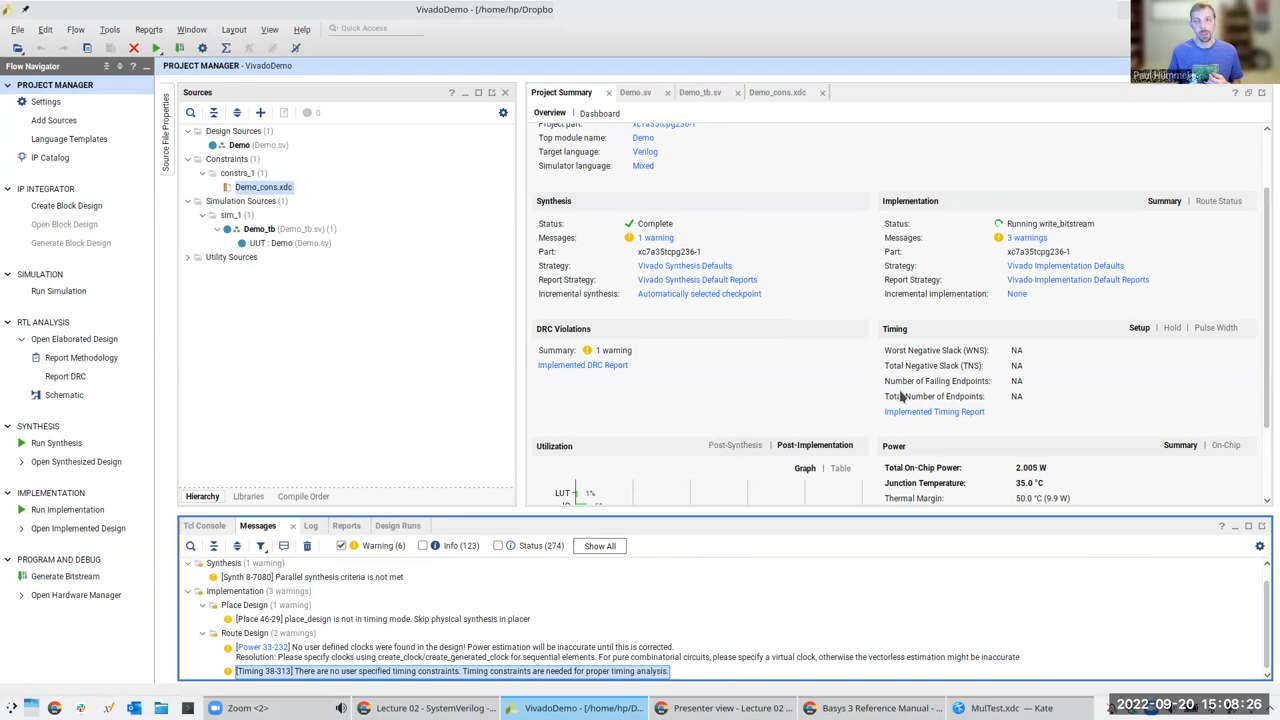 VivadoDemo - [/home/hp/Dropbo
File Edit Flow Tools Reports Window Layout View Help Quick Access
Flow Navigator
PROJECT MANAGER - VivadoDemo
PROJECT MANAGER
Settings
Add Sources
Language Templates
IP Catalog
IP INTEGRATOR
Create Block Design
Open Block Design
Generate Block Design
SIMULATION
Run Simulation
RTL ANALYSIS
Open Elaborated Design
Report Methodology
Report DRC
Schematic
SYNTHESIS
Run Synthesis
Open Synthesized Design
IMPLEMENTATION
Run Implementation
Open Implemented Design
PROGRAM AND DEBUG
Generate Bitstream
Open Hardware Manager
Source File Properties
Sources
0
Design Sources (1)
Demo (Demo.sv)
Constraints (1)
constrs_1 (1)
Demo_cons.xdc
Simulation Sources (1)
sim_1 (1)
Demo_tb (Demo_tb.sv) (1)
UUT : Demo (Demo.sv)
Utility Sources
Hierarchy Libraries Compile Order
Project Summary Demo.sv Demo_tb.sv Demo_cons.xdc
Overview Dashboard
Project part: xc7a35tcpg236-1
Top module name: Demo
Target language: Verilog
Simulator language: Mixed
Synthesis
Status: Complete
Messages: 1 warning
Part: xc7a35tcpg236-1
Strategy: Vivado Synthesis Defaults
Report Strategy: Vivado Synthesis Default Reports
Incremental synthesis: Automatically selected checkpoint
Implementation Summary Route Status
Status: Running write_bitstream
Messages: 3 warnings
Part: xc7a35tcpg236-1
Strategy: Vivado Implementation Defaults
Report Strategy: Vivado Implementation Default Reports
Incremental implementation: None
DRC Violations
Summary: 1 warning
Implemented DRC Report
Timing Setup Hold Pulse Width
Worst Negative Slack (WNS): NA
Total Negative Slack (TNS): NA
Number of Failing Endpoints: NA
Total Number of Endpoints: NA
Implemented Timing Report
Utilization Post-Synthesis Post-Implementation
Graph Table
LUT 1%
Power Summary On-Chip
Total On-Chip Power: 2.005 W
Junction Temperature: 35.0 °C
Thermal Margin: 50.0 °C (9.9 W)
Tcl Console Messages Log Reports Design Runs
Warning (6) Info (123) Status (274) Show All
Synthesis (1 warning)
[Synth 8-7080] Parallel synthesis criteria is not met
Implementation (3 warnings)
Place Design (1 warning)
[Place 46-29] place_design is not in timing mode. Skip physical synthesis in placer
Route Design (2 warnings)
[Power 33-232] No user defined clocks were found in the design! Power estimation will be inaccurate until this is corrected.
Resolution: Please specify clocks using create_clock/create_generated_clock for sequential elements. For pure combinatorial circuits, please specify a virtual clock, otherwise the vectorless estimation might be inaccurate
[Timing 38-313] There are no user specified timing constraints. Timing constraints are needed for proper timing analysis.
Zoom <2> Lecture 02 - SystemVerilog -... VivadoDemo - [/home/hp/D... Presenter view - Lecture 02 ... Basys 3 Reference Manual -... MulTest.xdc — Kate
2022-09-20 15:08:26